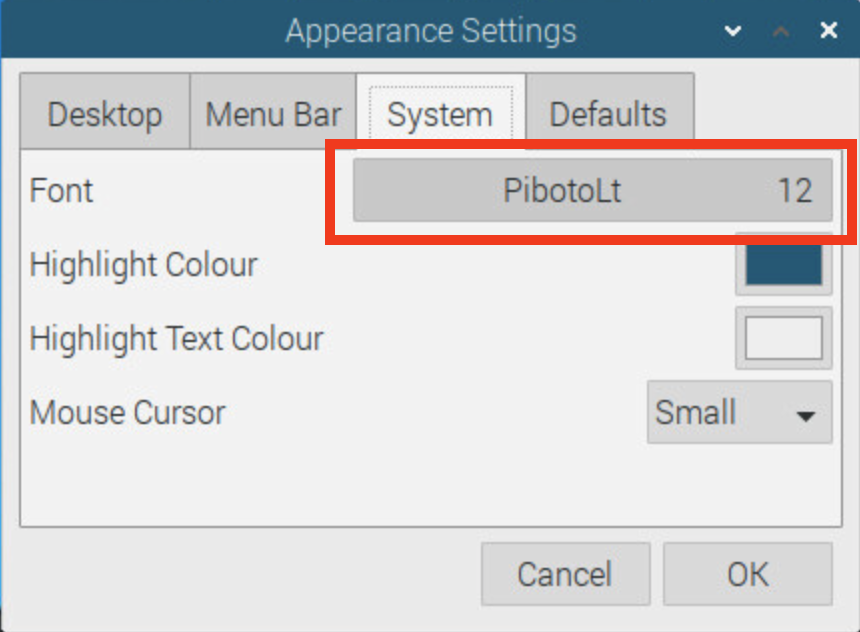 Appearance Settings
Desktop Menu Bar System Defaults
Font PibotoLt 12
Highlight Colour
Highlight Text Colour
Mouse Cursor Small
Cancel OK